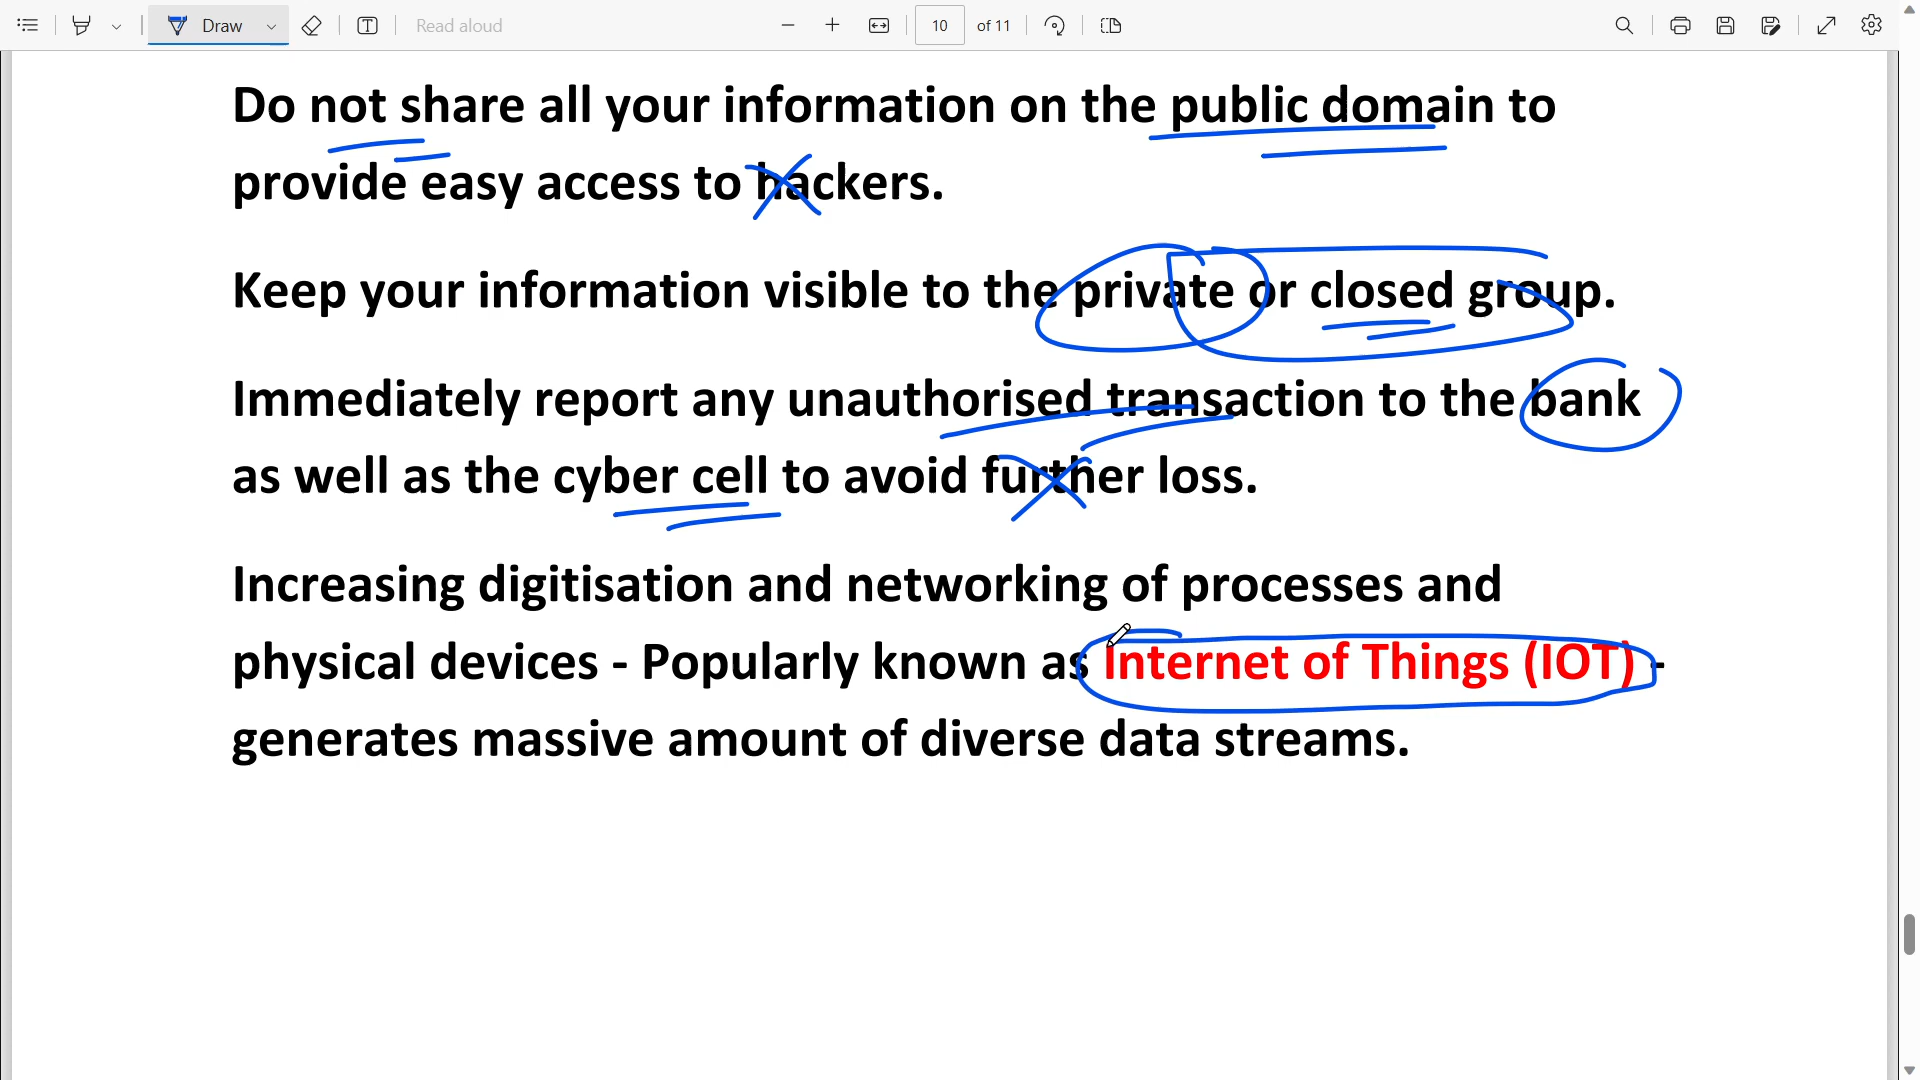 Draw
Read aloud
10 of 11
Do not share all your information on the public domain to
provide easy access to hackers.
Keep your information visible to the private or closed group.
Immediately report any unauthorised transaction to the bank
as well as the cyber cell to avoid further loss.
Increasing digitisation and networking of processes and
physical devices - Popularly known as Internet of Things (IOT) -
generates massive amount of diverse data streams.